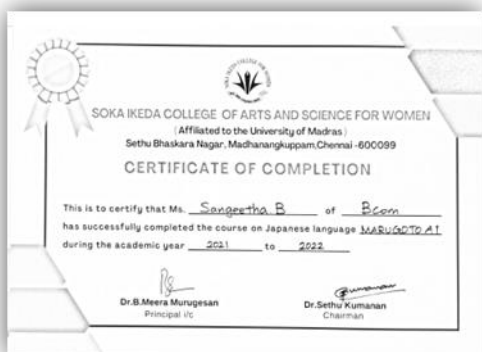 SOKA IKEDA COLLEGE OF ARTS AND SCIENCE FOR WOMEN
(Affiliated to the University of Madras)
Sethu Bhaskara Nagar, Madhanangkuppam,Chennai -600099
CERTIFICATE OF COMPLETION
This is to certify that Ms. Sangeetha B of Bcom
has successfully completed the course on Japanese language MARUGOTO A1
during the academic year 2021 to 2022
Dr.B.Meera Murugesan
Principal i/c
Dr.Sethu Kumanan
Chairman